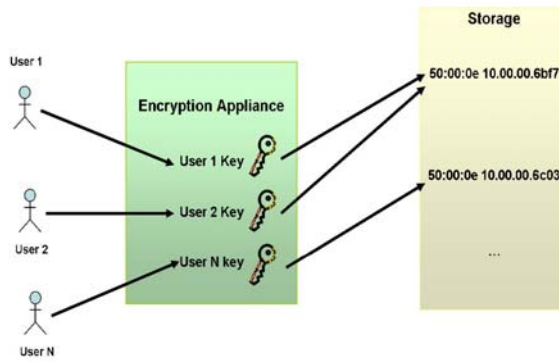 Storage
User 1
50:00:0e 10.00.00.6bf7
Encryption Appliance
User 1 Key
50:00:0e 10.00.00.6c03
User 2 Key
User 2
User N key
...
User N